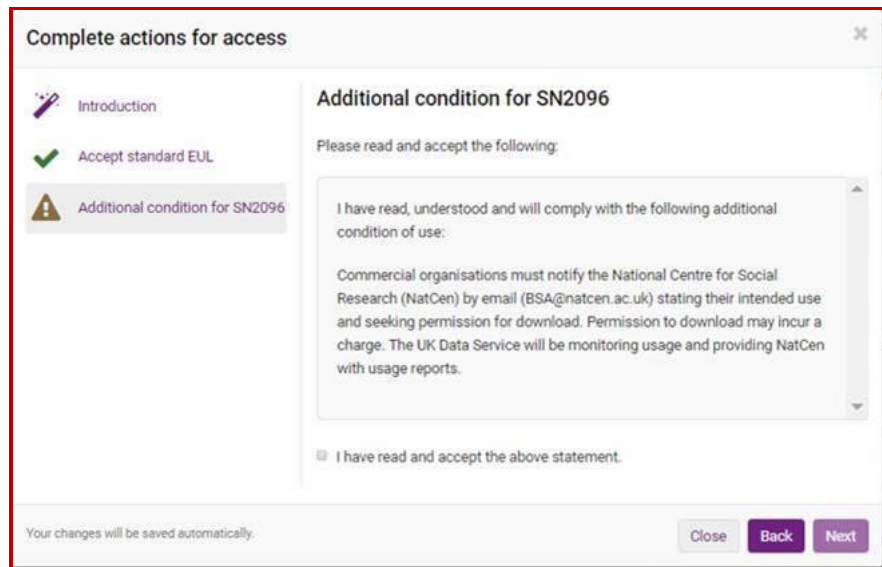 Complete actions for access
Introduction
Accept standard EUL
Additional condition for SN2096
Additional condition for SN2096
Please read and accept the following:
I have read, understood and will comply with the following additional
condition of use:
Commercial organisations must notify the National Centre for Social
Research (NatCen) by email (BSA@natcen.ac.uk) stating their intended use
and seeking permission for download. Permission to download may incur a
charge. The UK Data Service will be monitoring usage and providing NatCen
with usage reports.
I have read and accept the above statement.
Your changes will be saved automatically.
Close
Back
Next